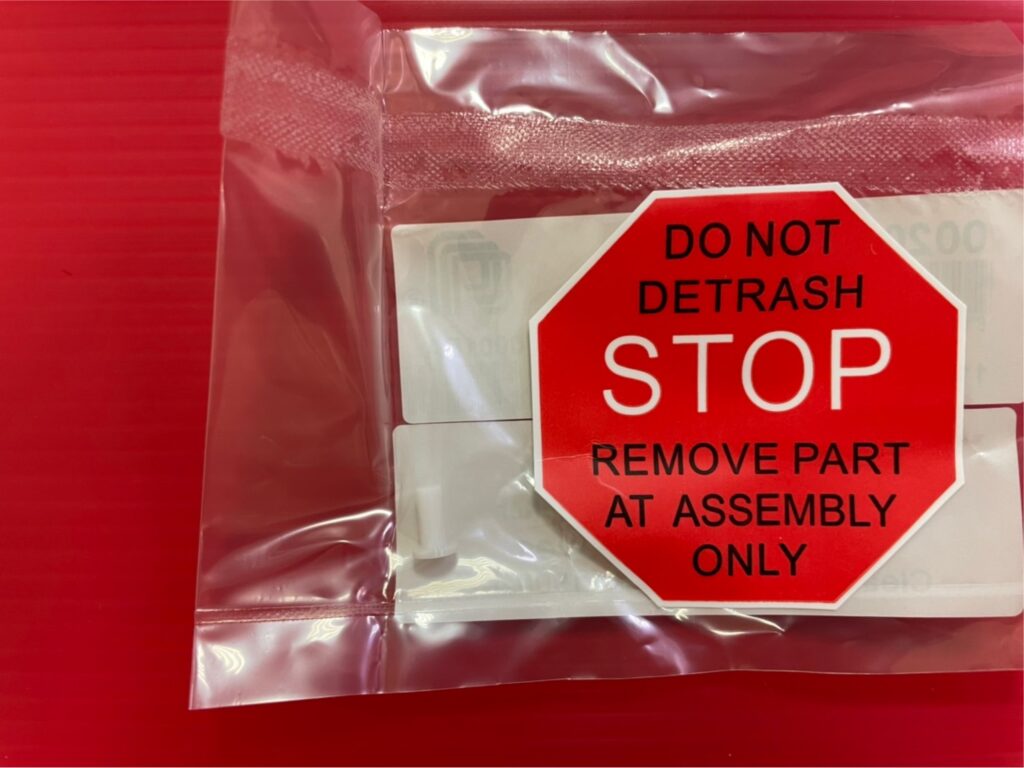 DO NOT
DETRASH
STOP
REMOVE PART
AT ASSEMBLY
ONLY